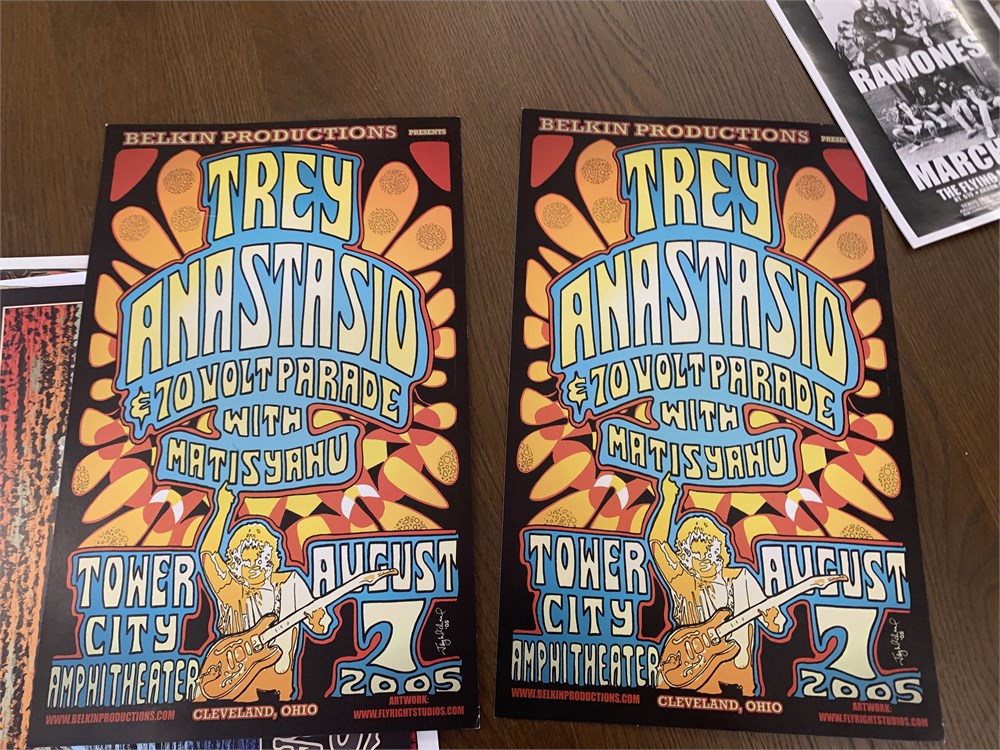 BELKIN PRODUCTIONS PRESENTS
TREY
ANASTASIO
& 70 VOLT PARADE
WITH
MATISYAHU
TOWER
CITY
AMPHITHEATER
AUGUST
7
2005
WWW.BELKINPRODUCTIONS.COM
CLEVELAND, OHIO
ARTWORK:
WWW.FLYRIGHTSTUDIOS.COM
BELKIN PRODUCTIONS PRESENTS
TREY
ANASTASIO
& 70 VOLT PARADE
WITH
MATISYAHU
TOWER
CITY
AMPHITHEATER
AUGUST
7
2005
WWW.BELKINPRODUCTIONS.COM
CLEVELAND, OHIO
ARTWORK:
WWW.FLYRIGHTSTUDIOS.COM
RAMONES
MARCH
THE FLYING